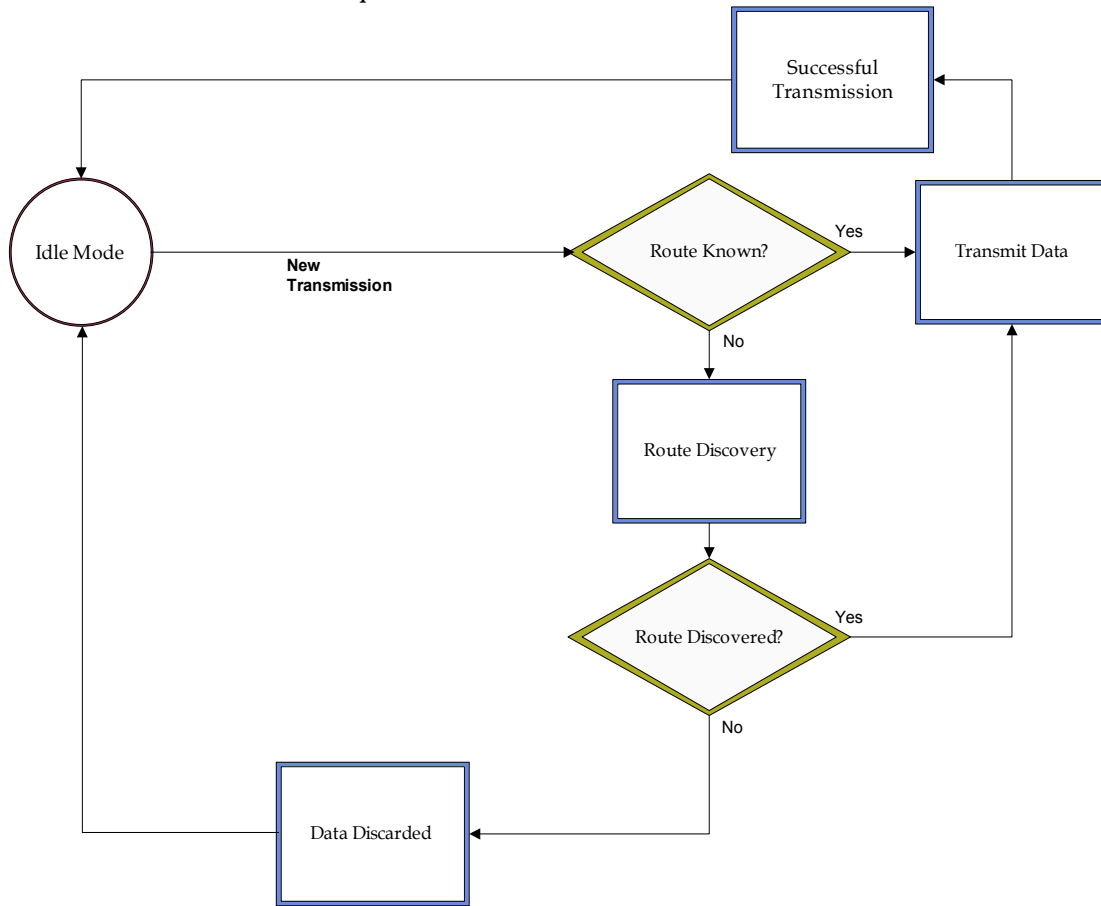 Successful
Transmission
Idle Mode
New
Transmission
Route Known?
Yes
Transmit Data
No
Route Discovery
Route Discovered?
Yes
No
Data Discarded